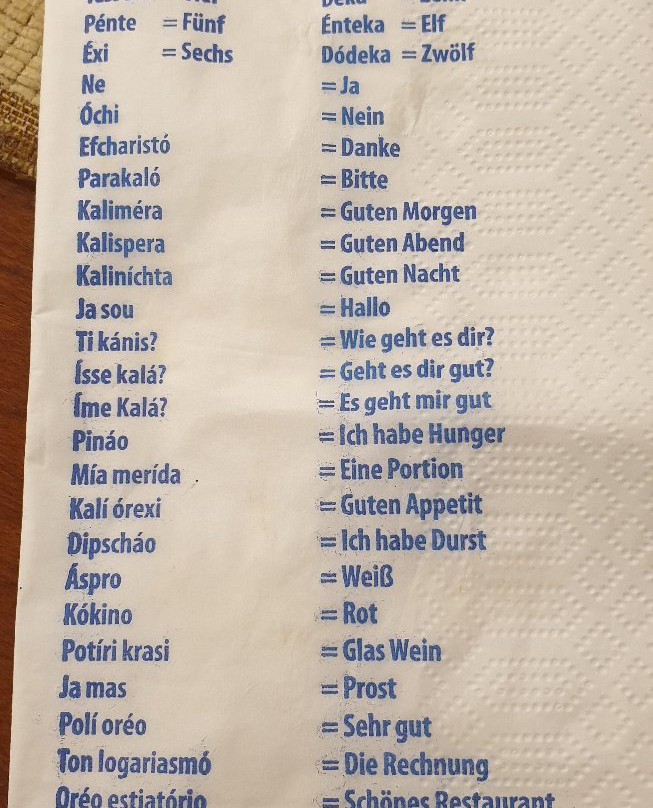 Pénte = Fünf Énteka = Elf
Éxi = Sechs Dódeka = Zwölf
Ne = Ja
Óchi = Nein
Efcharistó = Danke
Parakaló = Bitte
Kaliméra = Guten Morgen
Kalispera = Guten Abend
Kaliníchta = Guten Nacht
Ja sou = Hallo
Ti kánis? = Wie geht es dir?
Ísse kalá? = Geht es dir gut?
Íme Kalá? = Es geht mir gut
Pináo = Ich habe Hunger
Mía merída = Eine Portion
Kalí órexi = Guten Appetit
Dipscháo = Ich habe Durst
Áspro = Weiß
Kókino = Rot
Potíri krasi = Glas Wein
Ja mas = Prost
Polí oréo = Sehr gut
Ton logariasmó = Die Rechnung
Oréo estiatório = Schönes Restaurant